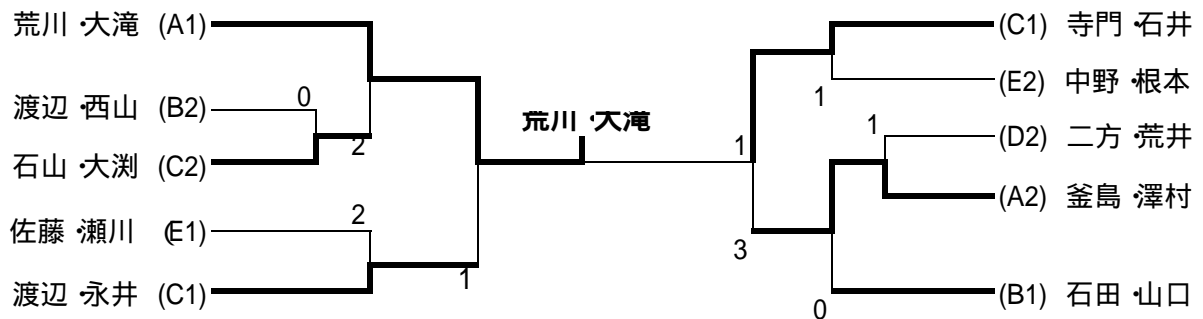 荒川・大滝 (A1)
渡辺・西山 (B2)
0
石山・大渕 (C2)
2
佐藤・瀬川 (E1)
2
渡辺・永井 (C1)
1
荒川・大滝
(C1) 寺門・石井
(E2) 中野・根本
1
1
(D2) 二方・荒井
1
(A2) 釜島・澤村
3
(B1) 石田・山口
0